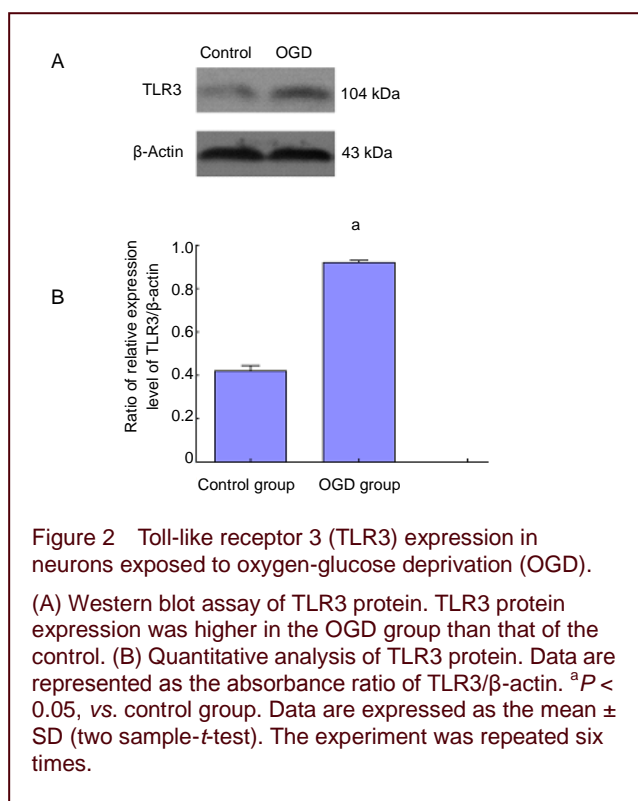 Control OGD
A
TLR3
104 kDa
β-Actin
43 kDa
a
B
Ratio of relative expression
level of TLR3/β-actin
1.0
0.8
0.6
0.4
0.2
0
Control group OGD group
Figure 2 Toll-like receptor 3 (TLR3) expression in
neurons exposed to oxygen-glucose deprivation (OGD).
(A) Western blot assay of TLR3 protein. TLR3 protein
expression was higher in the OGD group than that of the
control. (B) Quantitative analysis of TLR3 protein. Data are
represented as the absorbance ratio of TLR3/β-actin. ᵃP <
0.05, vs. control group. Data are expressed as the mean ±
SD (two sample-t-test). The experiment was repeated six
times.